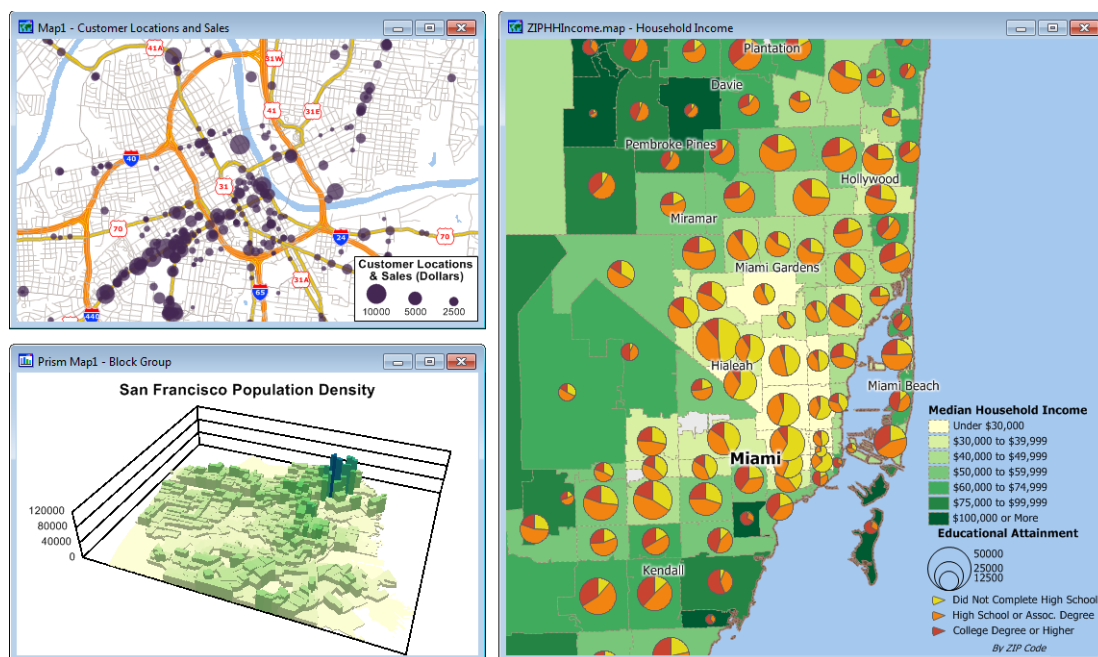 Map1 - Customer Locations and Sales
41A
31W
41
31E
40
31
70
24
70
31A
65
440
Customer Locations
& Sales (Dollars)
10000 5000 2500
Prism Map1 - Block Group
San Francisco Population Density
120000
80000
40000
0
ZIPHHIncome.map - Household Income
Plantation
Davie
Pembroke Pines
Hollywood
Miramar
Miami Gardens
Hialeah
Miami Beach
Miami
Kendall
Median Household Income
Under $30,000
$30,000 to $39,999
$40,000 to $49,999
$50,000 to $59,999
$60,000 to $74,999
$75,000 to $99,999
$100,000 or More
Educational Attainment
50000
25000
12500
Did Not Complete High School
High School or Assoc. Degree
College Degree or Higher
By ZIP Code